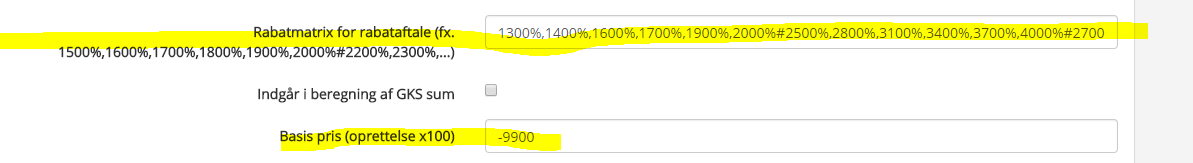 Rabatmatrix for rabataftale (fx.
1500%,1600%,1700%,1800%,1900%,2000%#2200%,2300%,...)
1300%,1400%,1600%,1700%,1900%,2000%#2500%,2800%,3100%,3400%,3700%,4000%#2700
Indgår i beregning af GKS sum
Basis pris (oprettelse x100)
-9900